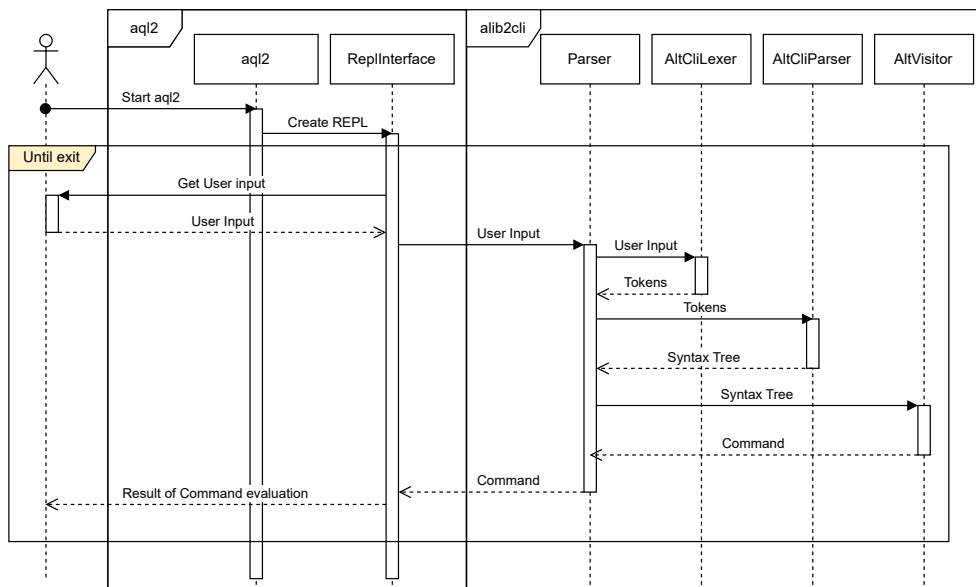 aql2
alib2cli
aql2
ReplInterface
Parser
AltCliLexer
AltCliParser
AltVisitor
Start aql2
Create REPL
Until exit
Get User input
User Input
User Input
User Input
Tokens
Tokens
Syntax Tree
Syntax Tree
Command
Command
Result of Command evaluation